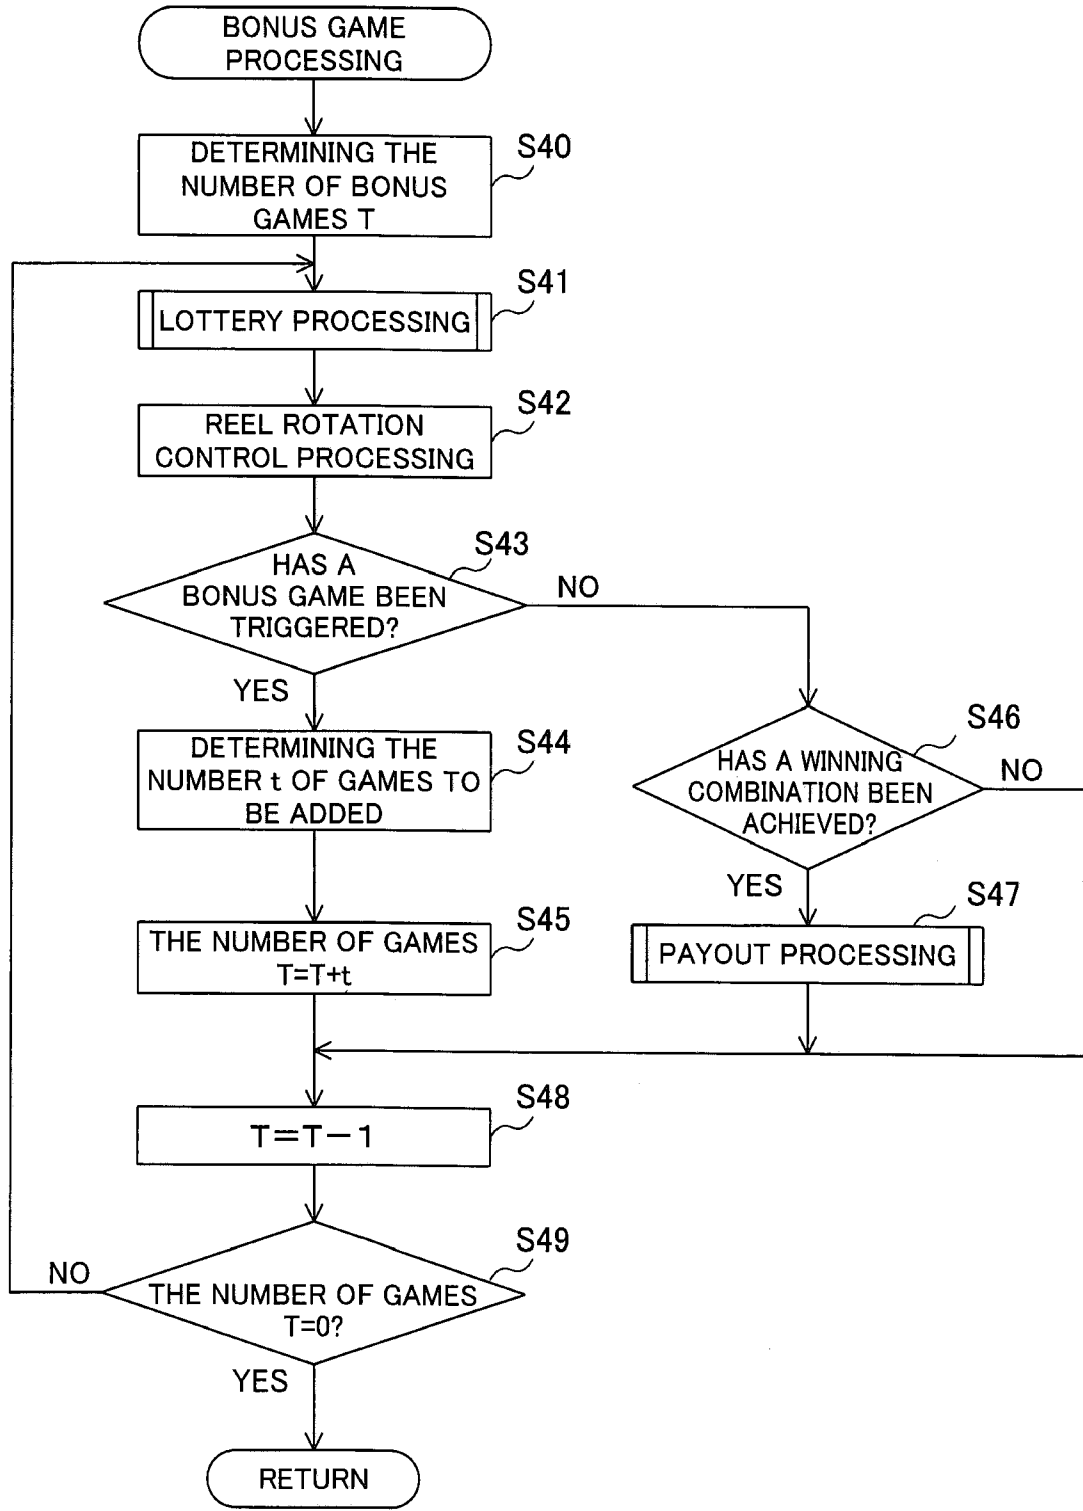 BONUS GAME
PROCESSING
S40
DETERMINING THE
NUMBER OF BONUS
GAMES T
S41
LOTTERY PROCESSING
S42
REEL ROTATION
CONTROL PROCESSING
S43
HAS A
BONUS GAME BEEN
TRIGGERED?
NO
YES
S44
DETERMINING THE
NUMBER t OF GAMES TO
BE ADDED
S46
HAS A WINNING
COMBINATION BEEN
ACHIEVED?
NO
YES
S45
THE NUMBER OF GAMES
T=T+t
S47
PAYOUT PROCESSING
S48
T=T-1
S49
THE NUMBER OF GAMES
T=0?
NO
YES
RETURN